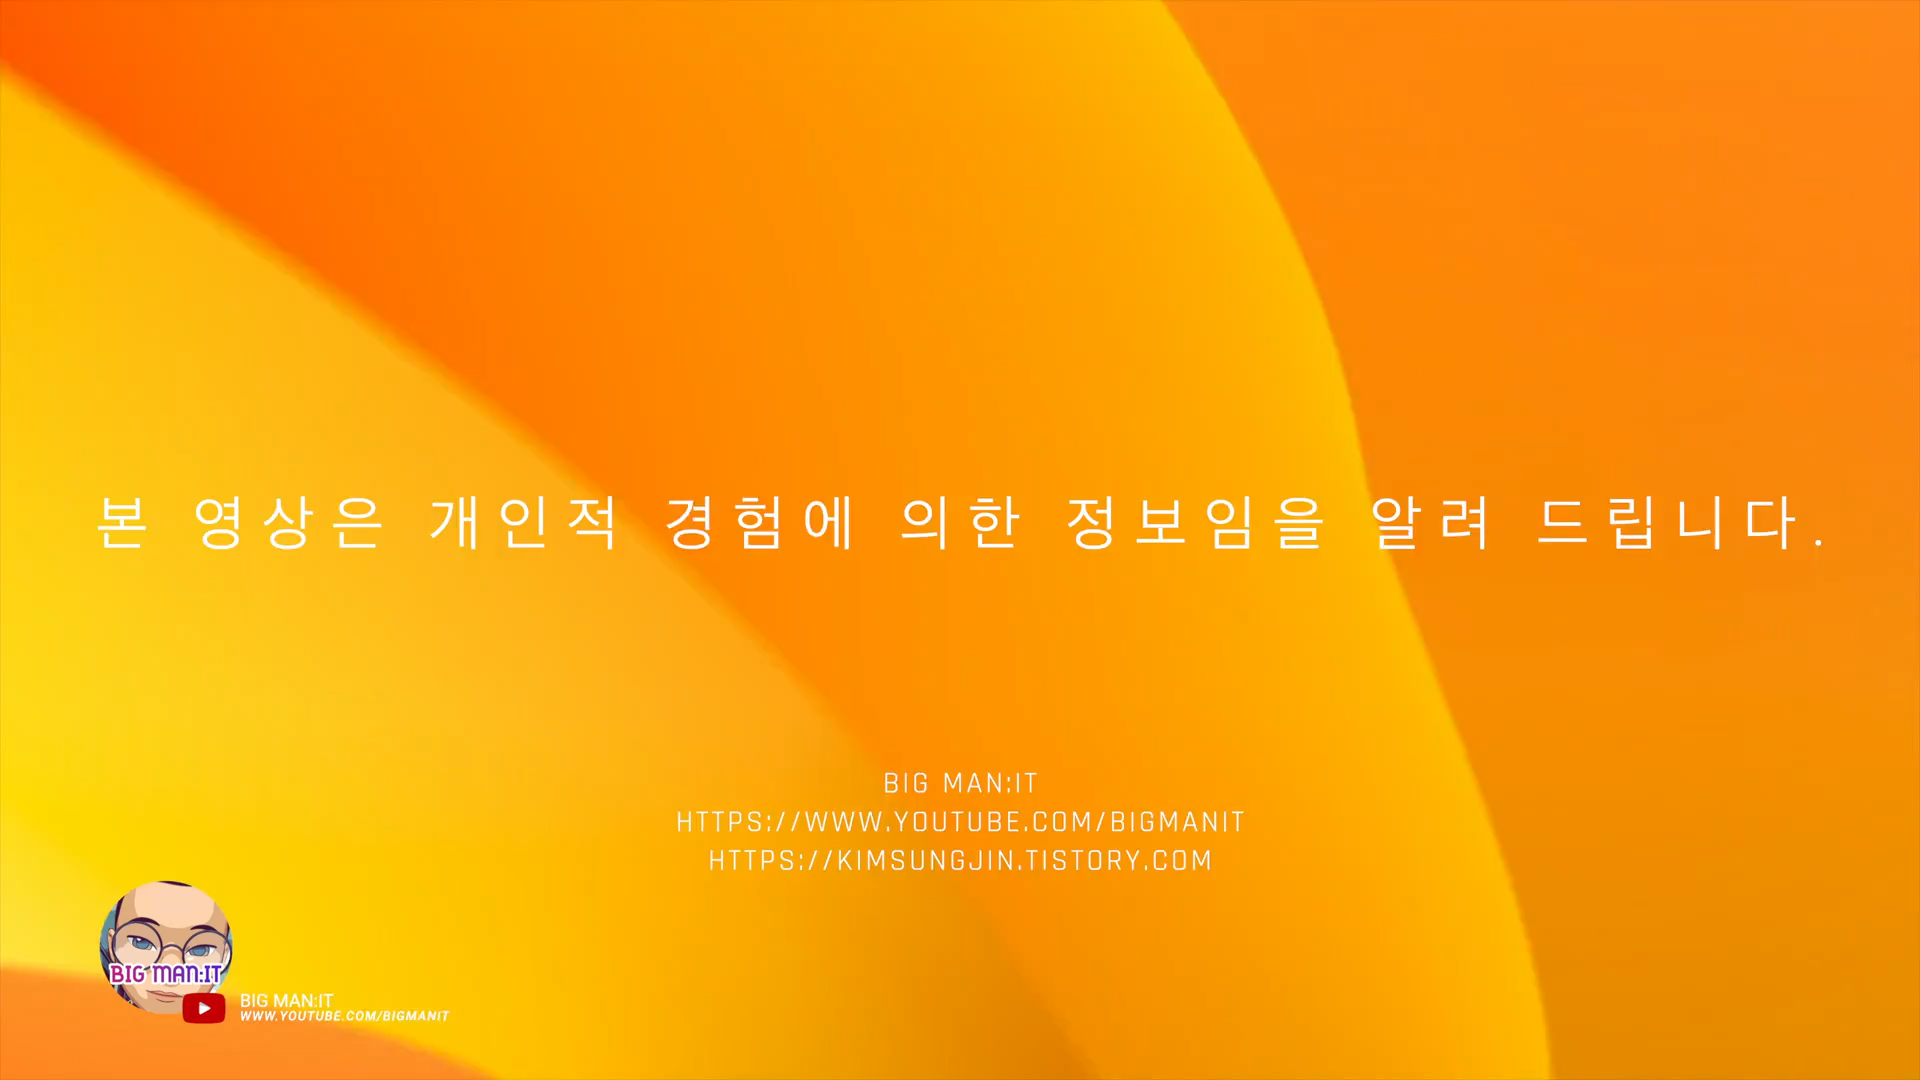 본 영상은 개인적 경험에 의한 정보임을 알려 드립니다.
BIG MAN:IT
HTTPS://WWW.YOUTUBE.COM/BIGMANIT
HTTPS://KIMSUNGJIN.TISTORY.COM
BIG MAN:IT
BIG MAN:IT
WWW.YOUTUBE.COM/BIGMANIT